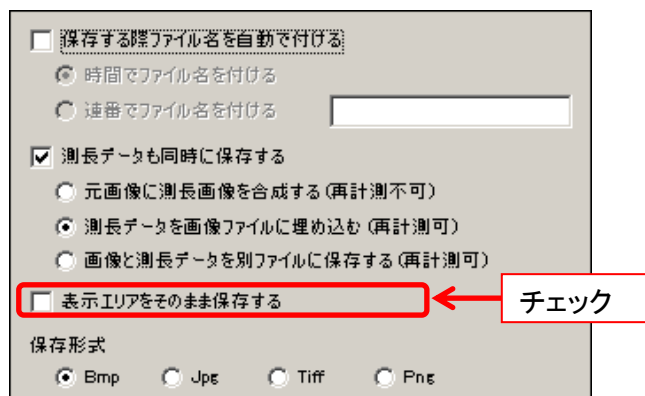 保存する際ファイル名を自動で付ける
時間でファイル名を付ける
連番でファイル名を付ける
測長データも同時に保存する
元画像に測長画像を合成する(再計測不可)
測長データを画像ファイルに埋め込む(再計測可)
画像と測長データを別ファイルに保存する(再計測可)
表示エリアをそのまま保存する
チェック
保存形式
Bmp Jpg Tiff Png